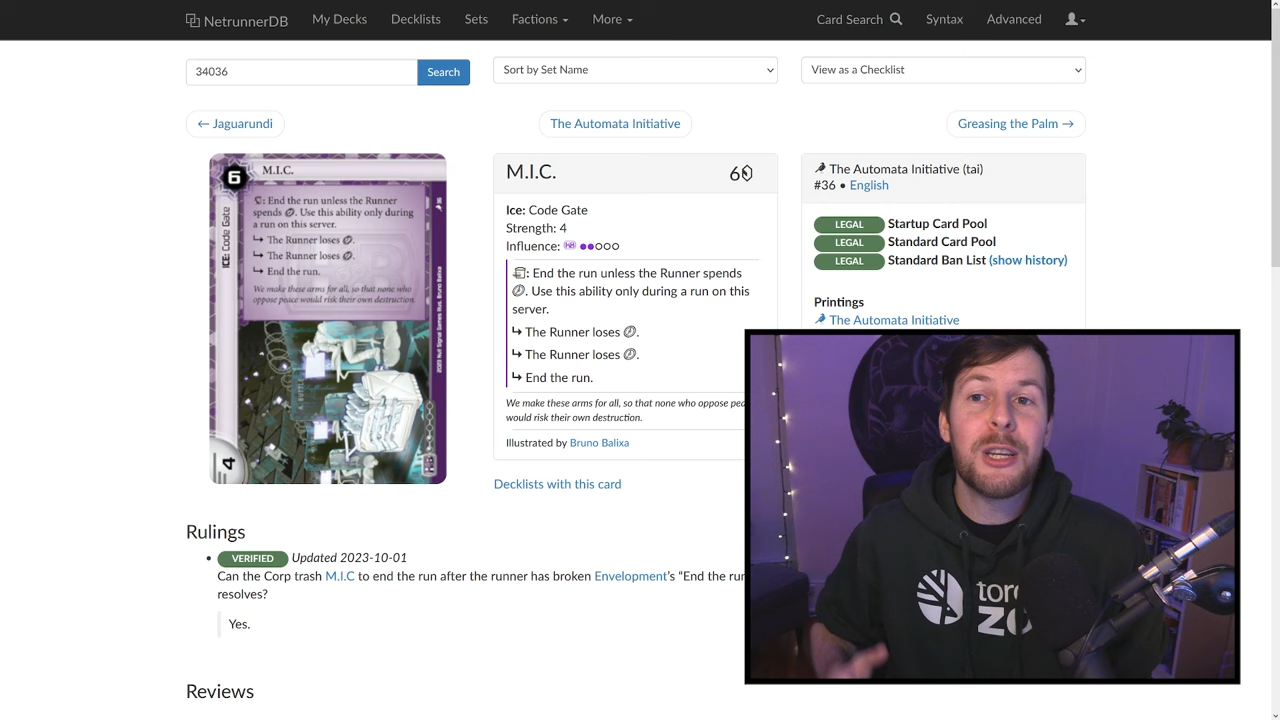 NetrunnerDB My Decks Decklists Sets Factions More Card Search Syntax Advanced
34036 Search Sort by Set Name View as a Checklist
← Jaguarundi The Automata Initiative Greasing the Palm →
6 M.I.C.
ICE: Code Gate
: End the run unless the Runner
spends . Use this ability only during
a run on this server.
↳ The Runner loses .
↳ The Runner loses .
↳ End the run.
We make these arms for all, so that none who
oppose peace would risk their own destruction.
2023 Null Signal Games Illus. Bruno Balixa
36
4
M.I.C. 6
Ice: Code Gate
Strength: 4
Influence: ●●○○○
: End the run unless the Runner spends
. Use this ability only during a run on this
server.
↳ The Runner loses .
↳ The Runner loses .
↳ End the run.
We make these arms for all, so that none who oppose
would risk their own destruction.
Illustrated by Bruno Balixa
Decklists with this card
The Automata Initiative (tai)
#36 • English
LEGAL Startup Card Pool
LEGAL Standard Card Pool
LEGAL Standard Ban List (show history)
Printings
The Automata Initiative
Rulings
• VERIFIED Updated 2023-10-01
Can the Corp trash M.I.C to end the run after the runner has broken Envelopment's “End the
resolves?
Yes.
Reviews